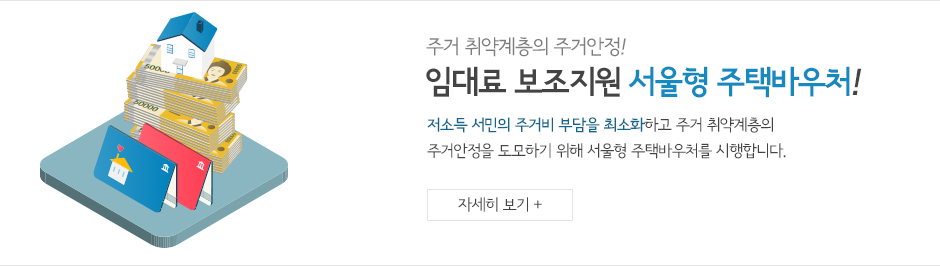 주거 취약계층의 주거안정!
임대료 보조지원 서울형 주택바우처!
저소득 서민의 주거비 부담을 최소화하고 주거 취약계층의
주거안정을 도모하기 위해 서울형 주택바우처를 시행합니다.
자세히 보기 +
50000
50000